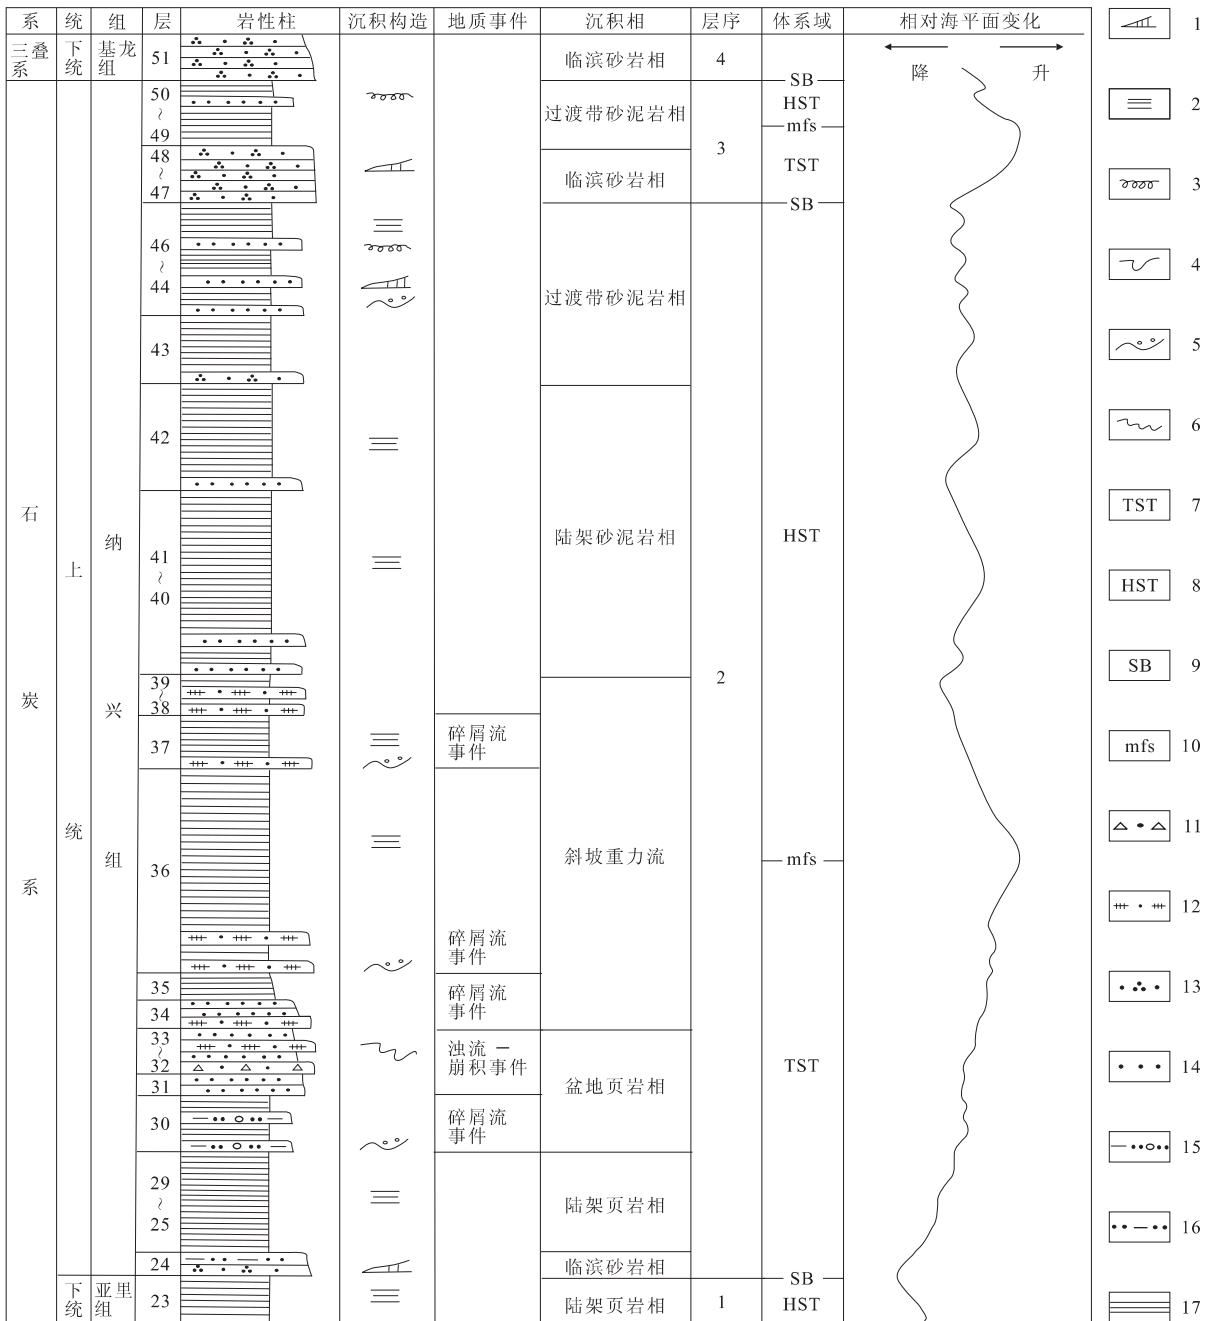 系 统 组 层 岩性柱 沉积构造 地质事件 沉积相 层序 体系域 相对海平面变化
三叠系 下统 基龙组 51 临滨砂岩相 4
降 升
SB
50
~
49
过渡带砂泥岩相
HST
mfs
3
48
~
47
临滨砂岩相
TST
SB
46
~
44
过渡带砂泥岩相
43
42
石炭系
上统
纳兴组
陆架砂泥岩相
HST
41
~
40
2
39
~
38
37
碎屑流
事件
36
斜坡重力流
mfs
碎屑流
事件
35
碎屑流
事件
34
33
~
32
浊流－
崩积事件
盆地页岩相
TST
31
30
碎屑流
事件
29
~
25
陆架页岩相
24
临滨砂岩相
SB
下统 亚里组 23 陆架页岩相 1 HST
1
2
3
4
5
6
TST 7
HST 8
SB 9
mfs 10
11
12
13
14
15
16
17